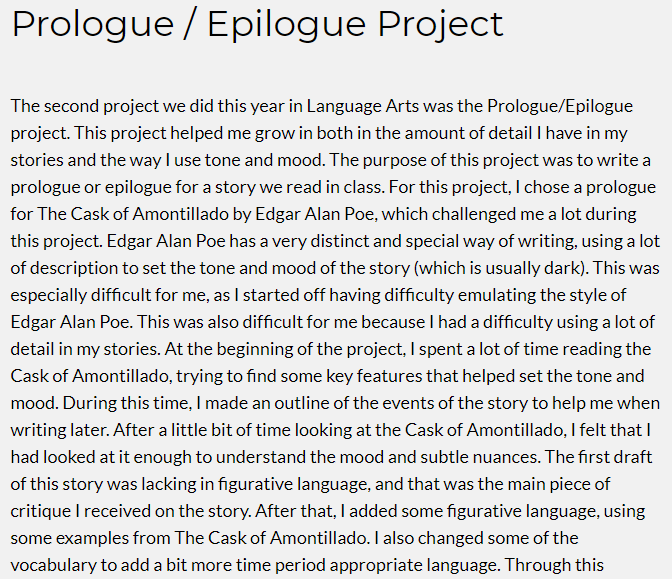 Prologue / Epilogue Project
The second project we did this year in Language Arts was the Prologue/Epilogue
project. This project helped me grow in both in the amount of detail I have in my
stories and the way I use tone and mood. The purpose of this project was to write a
prologue or epilogue for a story we read in class. For this project, I chose a prologue
for The Cask of Amontillado by Edgar Alan Poe, which challenged me a lot during
this project. Edgar Alan Poe has a very distinct and special way of writing, using a lot
of description to set the tone and mood of the story (which is usually dark). This was
especially difficult for me, as I started off having difficulty emulating the style of
Edgar Alan Poe. This was also difficult for me because I had a difficulty using a lot of
detail in my stories. At the beginning of the project, I spent a lot of time reading the
Cask of Amontillado, trying to find some key features that helped set the tone and
mood. During this time, I made an outline of the events of the story to help me when
writing later. After a little bit of time looking at the Cask of Amontillado, I felt that I
had looked at it enough to understand the mood and subtle nuances. The first draft
of this story was lacking in figurative language, and that was the main piece of
critique I received on the story. After that, I added some figurative language, using
some examples from The Cask of Amontillado. I also changed some of the
vocabulary to add a bit more time period appropriate language. Through this